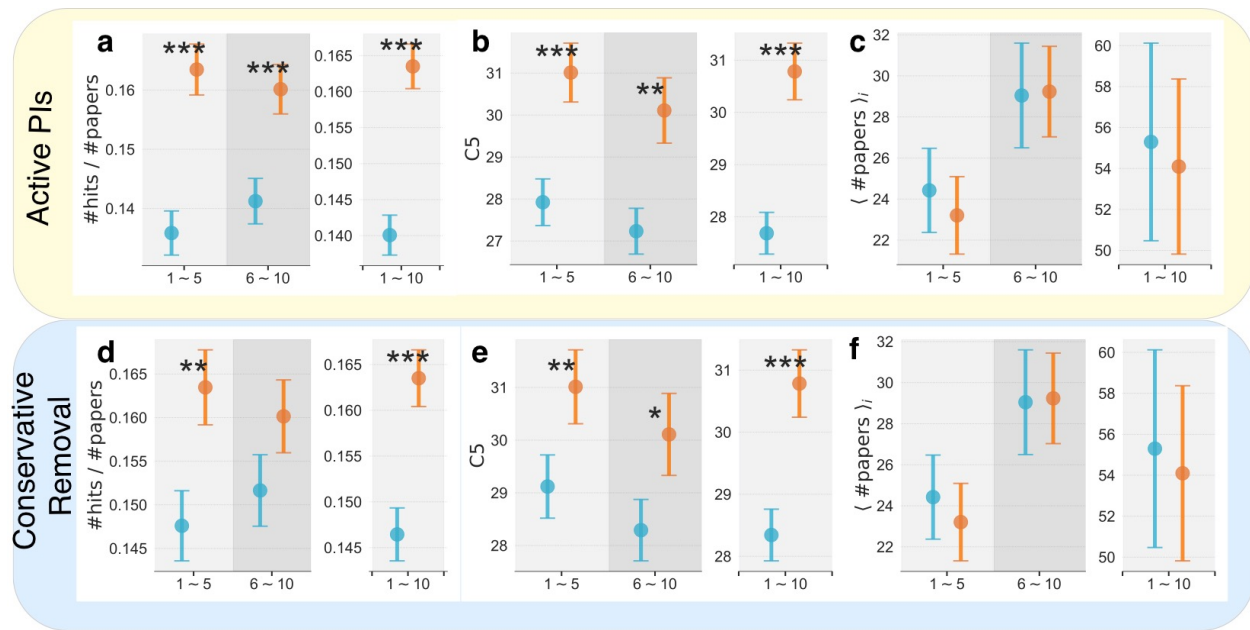 Active PIs
a
#hits / #papers
0.16
0.15
0.14
***
***
1 ~ 5
6 ~ 10
0.165
0.160
0.155
0.150
0.145
0.140
***
1 ~ 10
b
C5
31
30
29
28
27
***
**
1 ~ 5
6 ~ 10
31
30
29
28
***
1 ~ 10
c
⟨ #papers ⟩i
32
30
28
26
24
22
1 ~ 5
6 ~ 10
60
58
56
54
52
50
1 ~ 10
Conservative
Removal
d
#hits / #papers
0.165
0.160
0.155
0.150
0.145
**
1 ~ 5
6 ~ 10
0.165
0.160
0.155
0.150
0.145
***
1 ~ 10
e
C5
31
30
29
28
**
*
1 ~ 5
6 ~ 10
31
30
29
28
***
1 ~ 10
f
⟨ #papers ⟩i
32
30
28
26
24
22
1 ~ 5
6 ~ 10
60
58
56
54
52
50
1 ~ 10